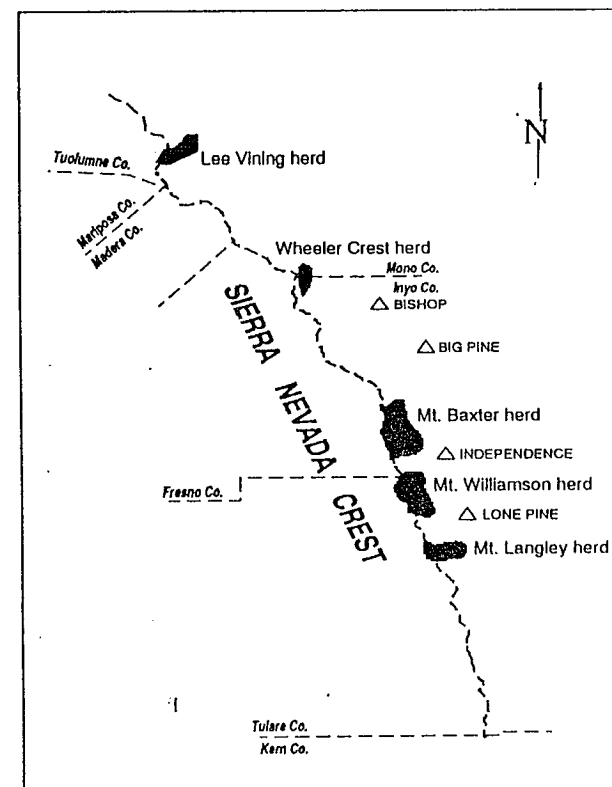 N
Lee Vining herd
Tuolumne Co.
Mariposa Co.
Madera Co.
Wheeler Crest herd
Mono Co.
Inyo Co.
BISHOP
SIERRA NEVADA CREST
BIG PINE
Mt. Baxter herd
INDEPENDENCE
Mt. Williamson herd
Fresno Co.
LONE PINE
Mt. Langley herd
Tulare Co.
Kern Co.